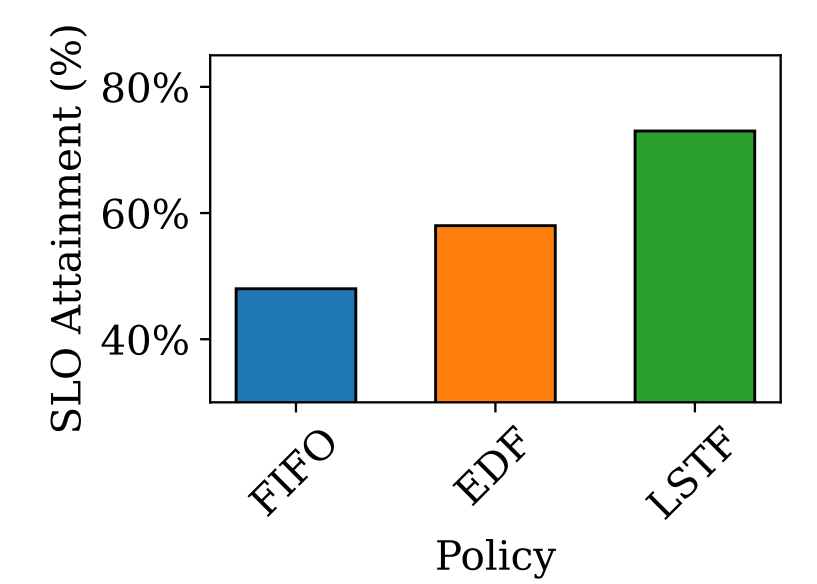 SLO Attainment (%)
80%
60%
40%
FIFO
EDF
LSTF
Policy